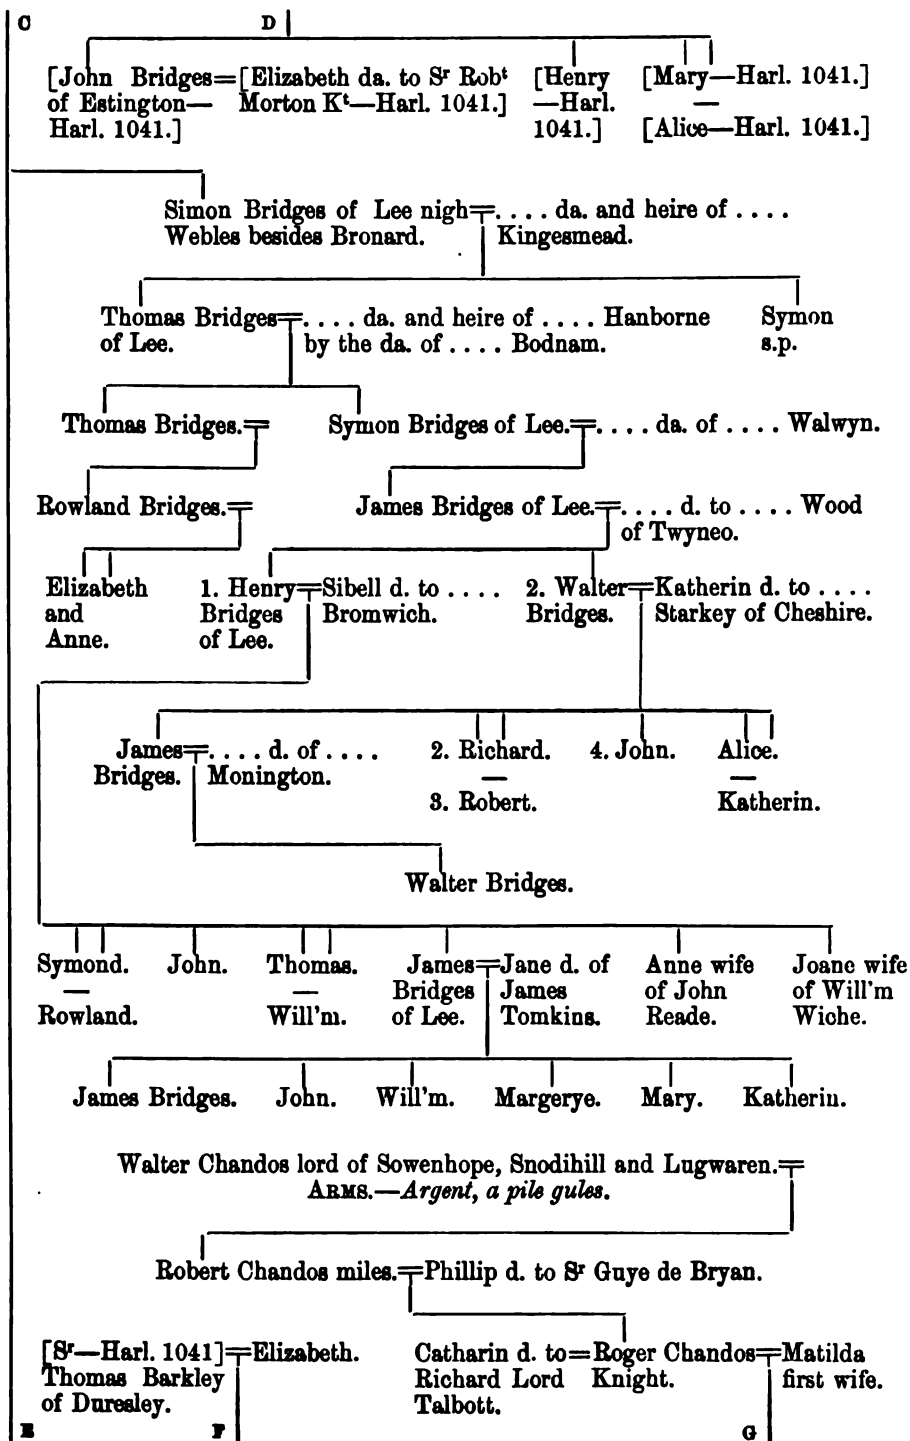 C D
[John Bridges=[Elizabeth da. to Sr Robt [Henry [Mary—Harl. 1041.]
of Estington— Morton Kt—Harl. 1041.] —Harl. —
Harl. 1041.] 1041.] [Alice—Harl. 1041.]
Simon Bridges of Lee nigh=. . . . da. and heire of . . . .
Webles besides Bronard. Kingesmead.
Thomas Bridges=. . . . da. and heire of . . . . Hanborne Symon
of Lee. by the da. of . . . . Bodnam. s.p.
Thomas Bridges.= Symon Bridges of Lee.=. . . . da. of . . . . Walwyn.
Rowland Bridges.= James Bridges of Lee.=. . . . d. to . . . . Wood
of Twyneo.
Elizabeth 1. Henry=Sibell d. to . . . . 2. Walter=Katherin d. to . . . .
and Bridges Bromwich. Bridges. Starkey of Cheshire.
Anne. of Lee.
James=. . . . d. of . . . . 2. Richard. 4. John. Alice.
Bridges. Monington. — —
3. Robert. Katherin.
Walter Bridges.
Symond. John. Thomas. James=Jane d. of Anne wife Joane wife
— — Bridges James of John of Will'm
Rowland. Will'm. of Lee. Tomkins. Reade. Wiche.
James Bridges. John. Will'm. Margerye. Mary. Katherin.
Walter Chandos lord of Sowenhope, Snodihill and Lugwaren.=
ARMS.—Argent, a pile gules.
Robert Chandos miles.=Phillip d. to Sr Guye de Bryan.
[Sr—Harl. 1041]=Elizabeth. Catharin d. to=Roger Chandos=Matilda
Thomas Barkley Richard Lord Knight. first wife.
of Duresley. Talbott.
E F G